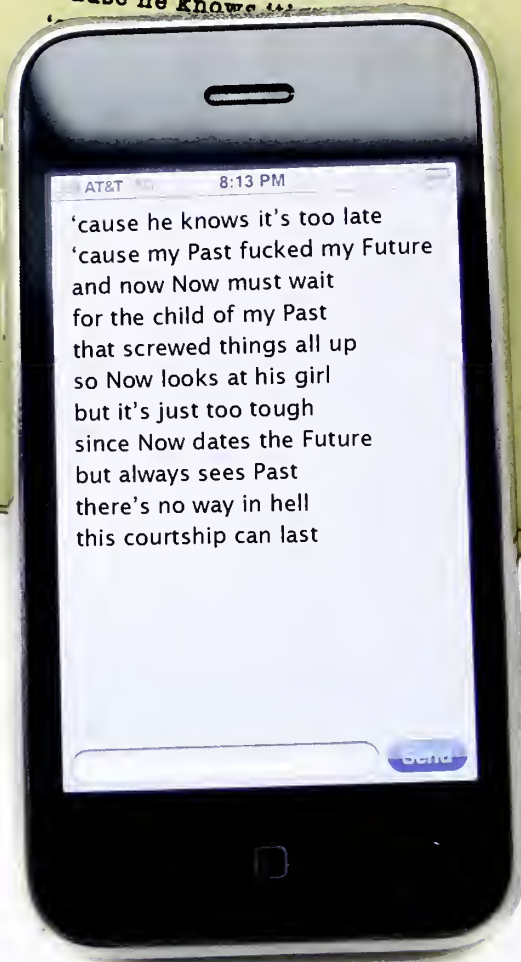 he knows
AT&T 8:13 PM
‘cause he knows it's too late
‘cause my Past fucked my Future
and now Now must wait
for the child of my Past
that screwed things all up
so Now looks at his girl
but it's just too tough
since Now dates the Future
but always sees Past
there's no way in hell
this courtship can last
Send